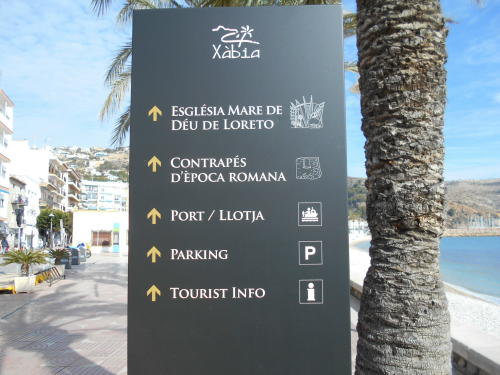 Xàbia
ESGLÉSIA MARE DE
DÉU DE LORETO
CONTRAPÉS
D'ÈPOCA ROMANA
PORT / LLOTJA
PARKING
P
TOURIST INFO
i